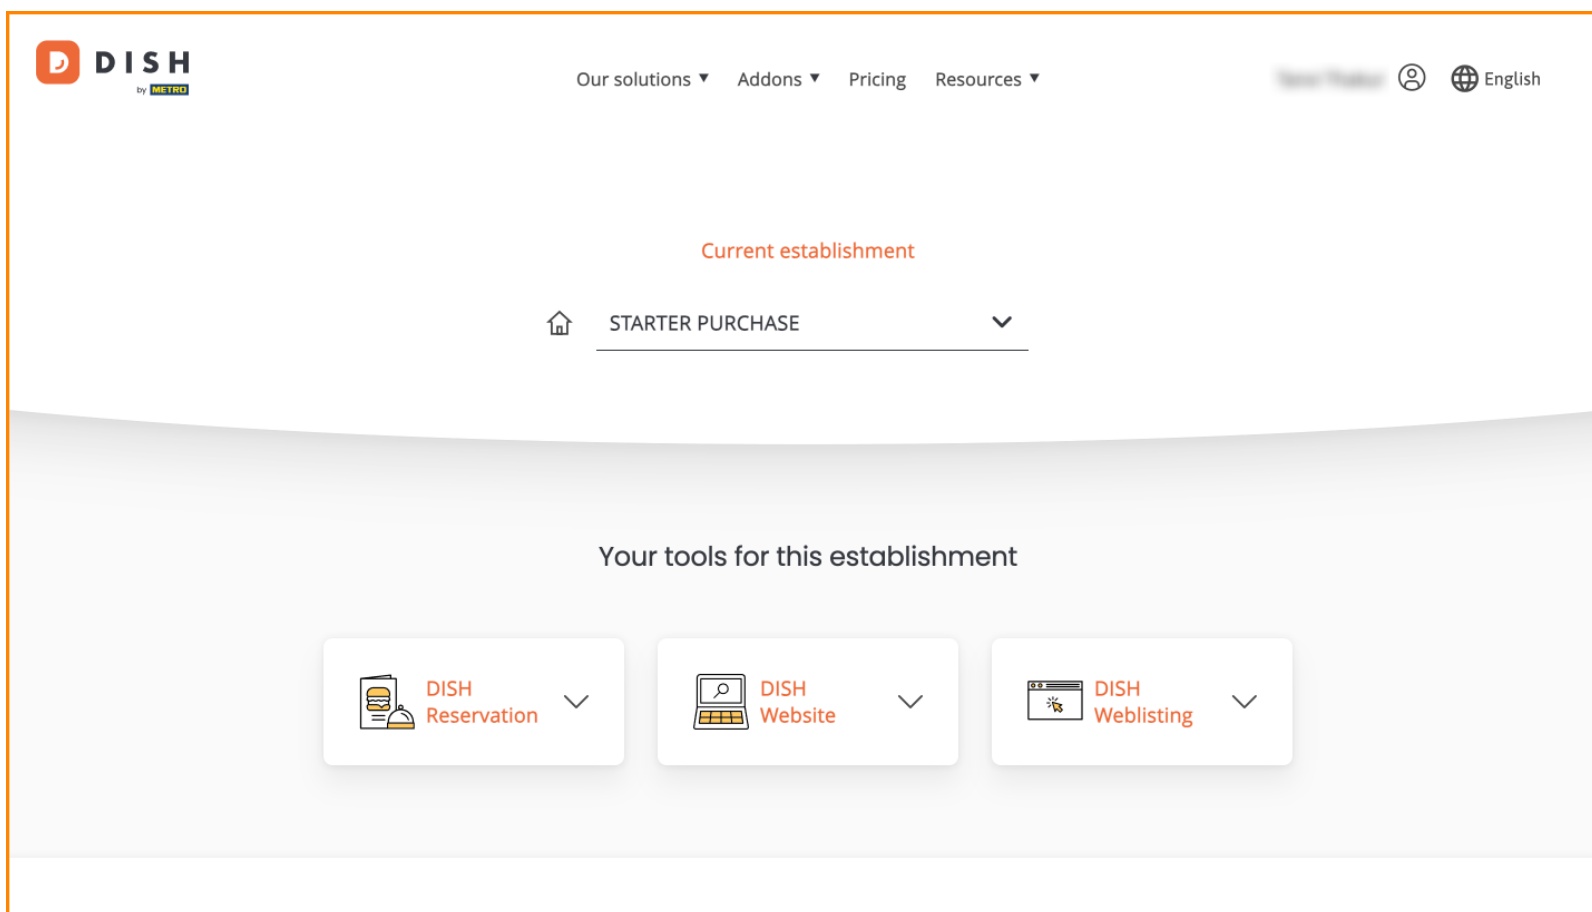 DISH
by METRO
Our solutions ▼ Addons ▼ Pricing Resources ▼
English
Current establishment
STARTER PURCHASE
Your tools for this establishment
DISH
Reservation
DISH
Website
DISH
Weblisting